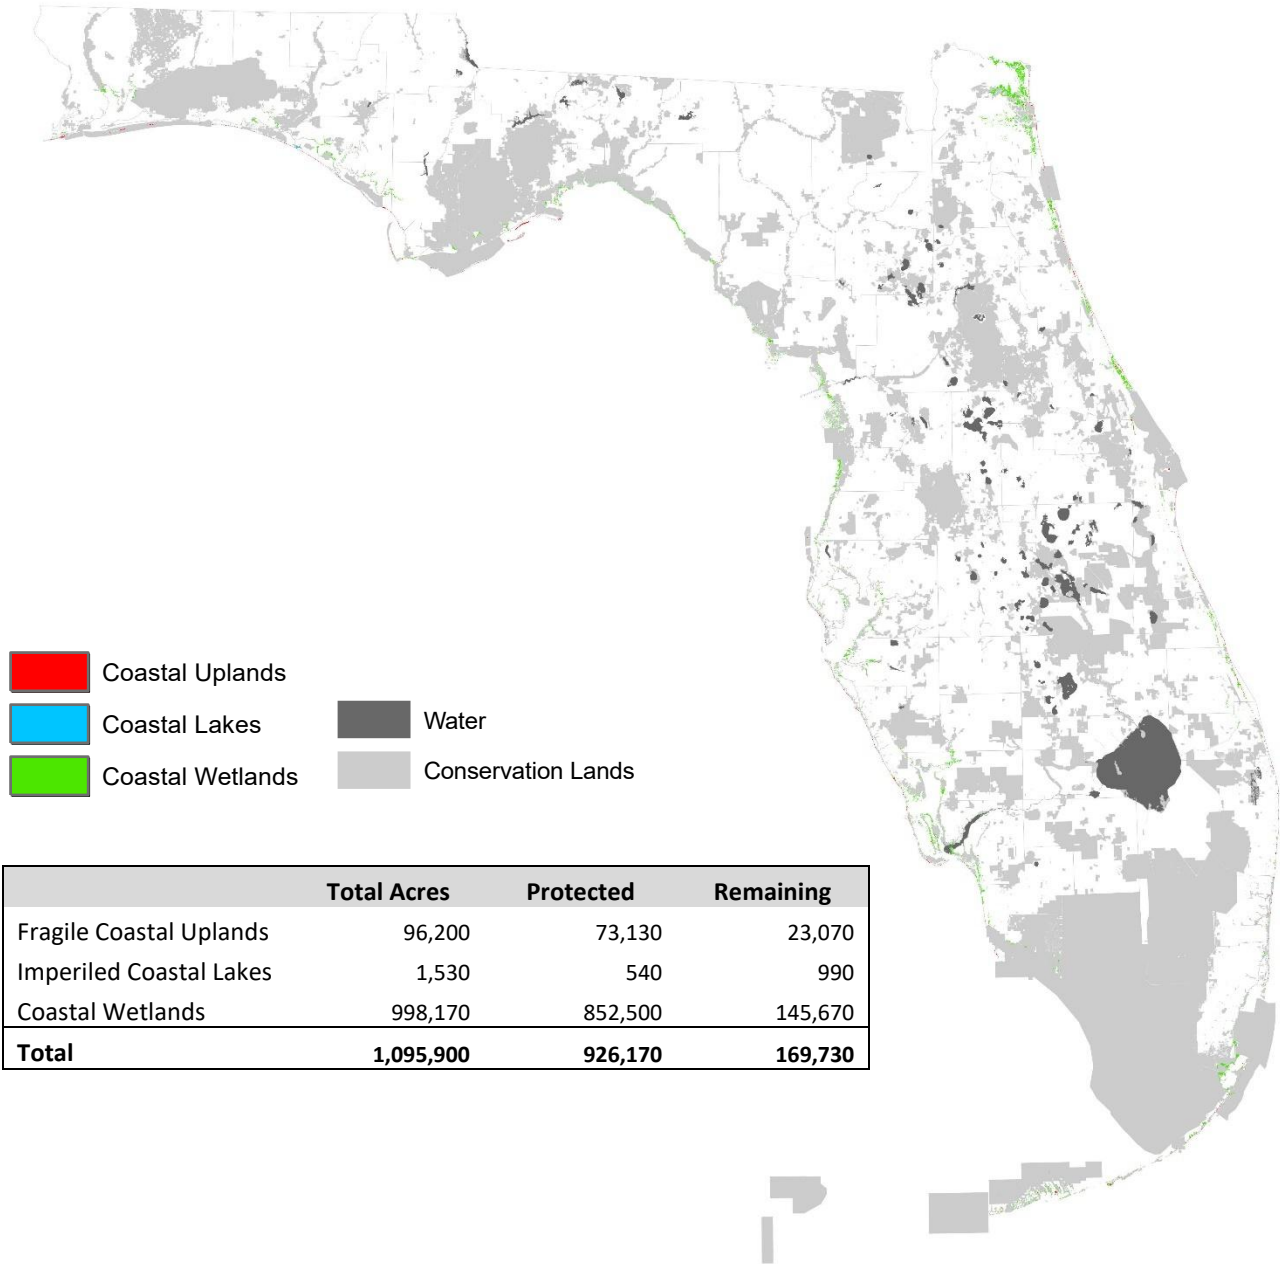 Coastal Uplands
Coastal Lakes
Coastal Wetlands
Water
Conservation Lands
Total Acres Protected Remaining
Fragile Coastal Uplands 96,200 73,130 23,070
Imperiled Coastal Lakes 1,530 540 990
Coastal Wetlands 998,170 852,500 145,670
Total 1,095,900 926,170 169,730